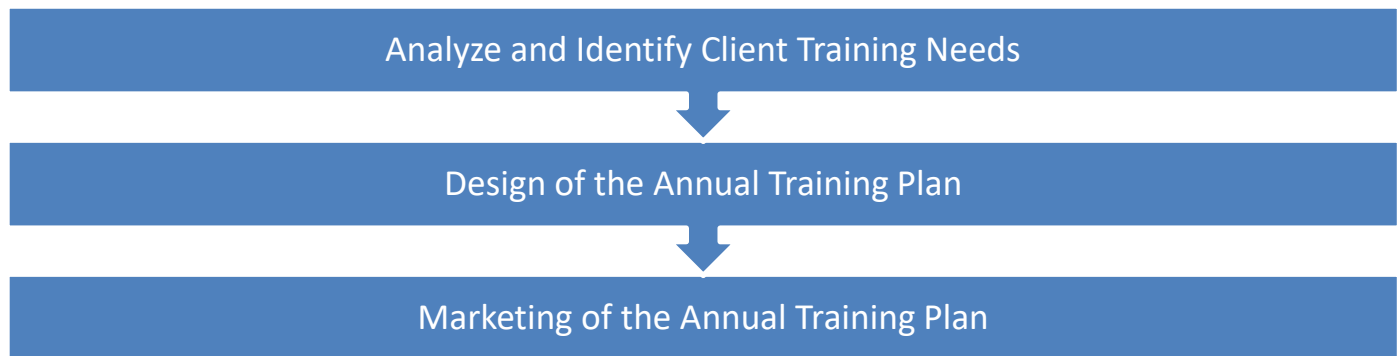 Analyze and Identify Client Training Needs
Design of the Annual Training Plan
Marketing of the Annual Training Plan